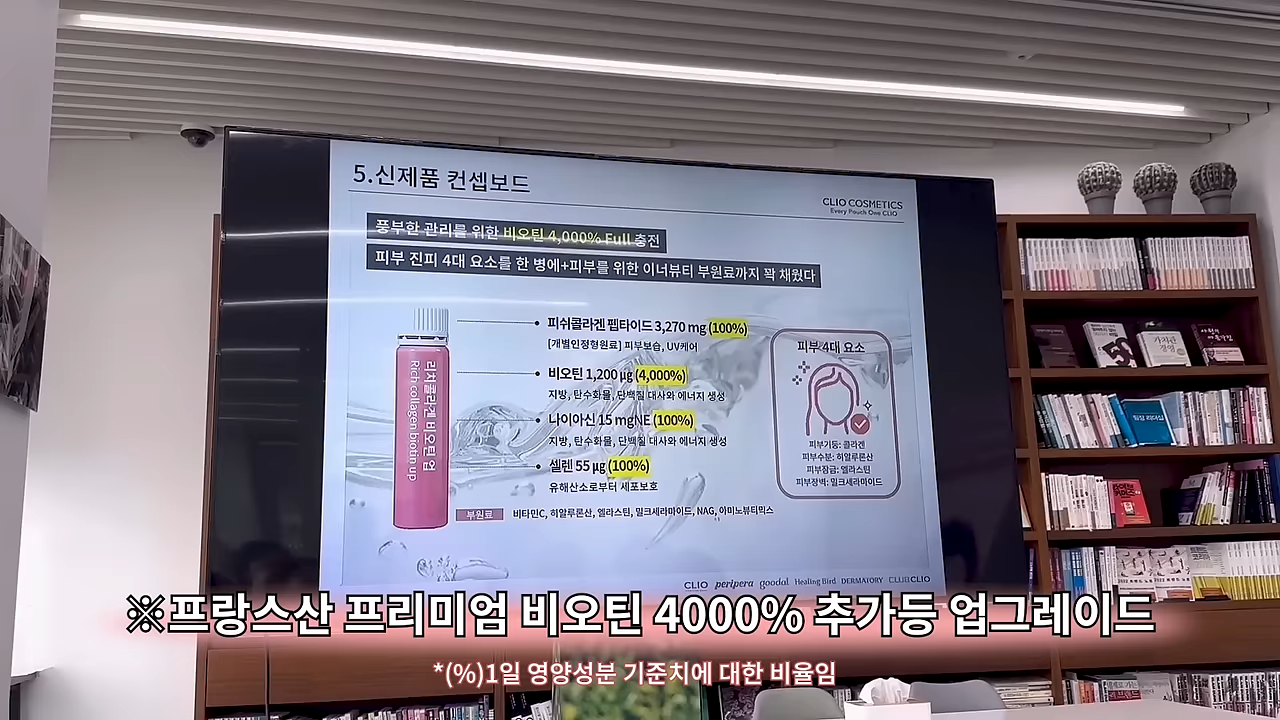 5.신제품 컨셉보드
CLIO COSMETICS
Every Pouch One CLIO
풍부한 관리를 위한 비오틴 4,000% Full 충전
피부 진피 4대 요소를 한 병에+피부를 위한 이너뷰티 부원료까지 꽉 채웠다
피쉬콜라겐 펩타이드 3,270 mg (100%)
[개별인정형원료] 피부보습, UV케어
비오틴 1,200 µg (4,000%)
지방, 탄수화물, 단백질 대사와 에너지 생성
나이아신 15 mgNE (100%)
지방, 탄수화물, 단백질 대사와 에너지 생성
셀렌 55 µg (100%)
유해산소로부터 세포보호
부원료 비타민C, 히알루론산, 엘라스틴, 밀크세라마이드, NAG, 아미노뷰티믹스
리치 콜라겐 비오틴 업
Rich collagen biotin up
피부 4대 요소
피부기둥: 콜라겐
피부수분: 히알루론산
피부잠금: 엘라스틴
피부장벽: 밀크세라마이드
CLIO peripera goodal Healing Bird DERMATORY CLUBCLIO
※프랑스산 프리미엄 비오틴 4000% 추가등 업그레이드
*(%)1일 영양성분 기준치에 대한 비율임